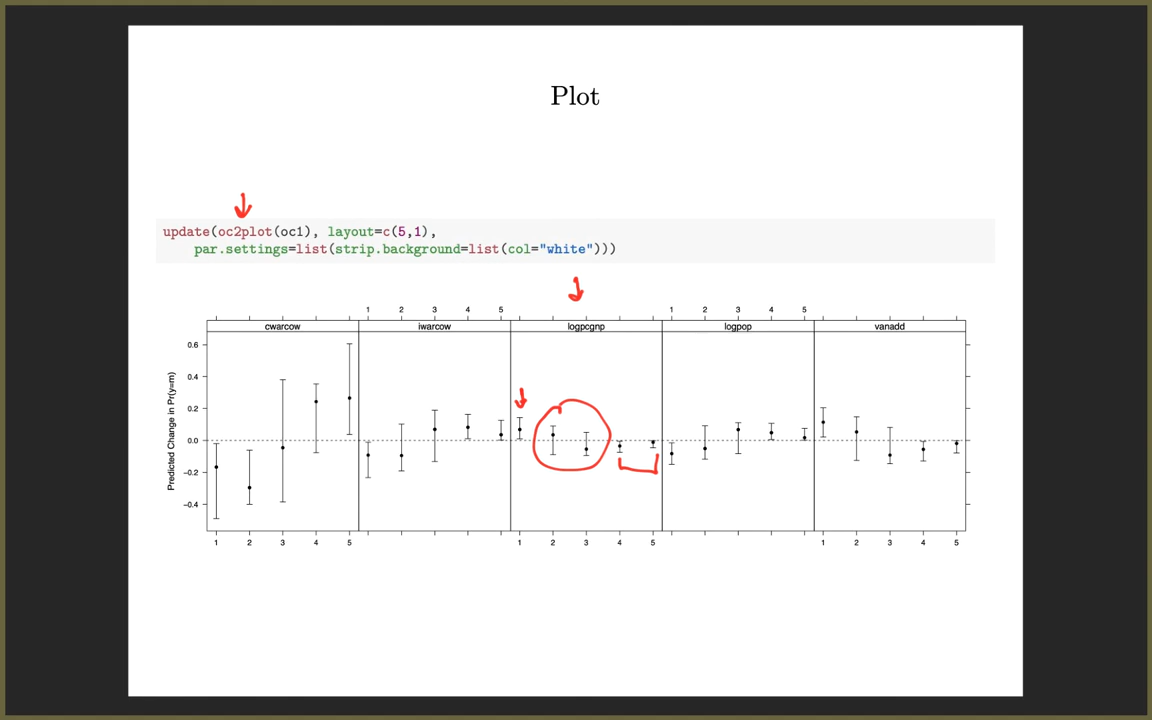 Plot
update(oc2plot(oc1), layout=c(5,1),
par.settings=list(strip.background=list(col="white")))
1 2 3 4 5 1 2 3 4 5
cwarcow iwarcow logpcgnp logpop vanadd
Predicted Change in Pr(y=m)
0.6
0.4
0.2
0.0
−0.2
−0.4
1 2 3 4 5 1 2 3 4 5 1 2 3 4 5